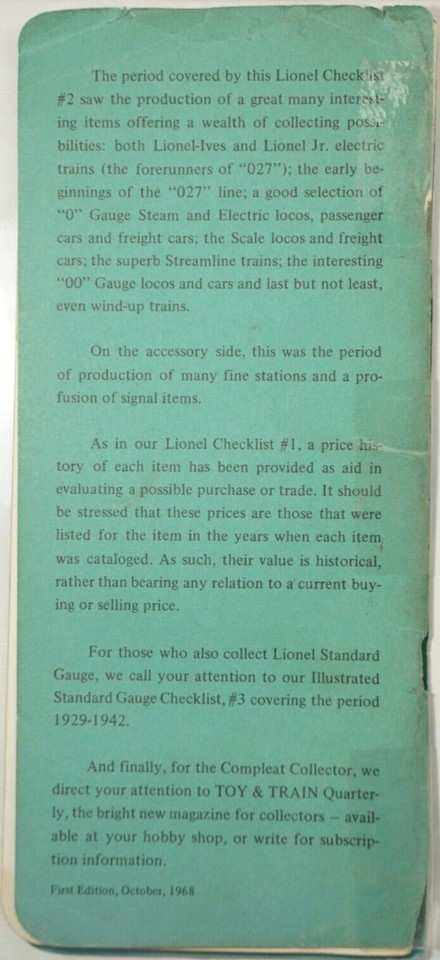 The period covered by this Lionel Checklist
#2 saw the production of a great many interest-
ing items offering a wealth of collecting possi-
bilities: both Lionel-Ives and Lionel Jr. electric
trains (the forerunners of "027"); the early be-
ginnings of the "027" line; a good selection of
"0" Gauge Steam and Electric locos, passenger
cars and freight cars; the Scale locos and freight
cars; the superb Streamline trains; the interesting
"00" Gauge locos and cars and last but not least,
even wind-up trains.
On the accessory side, this was the period
of production of many fine stations and a pro-
fusion of signal items.
As in our Lionel Checklist #1, a price his-
tory of each item has been provided as aid in
evaluating a possible purchase or trade. It should
be stressed that these prices are those that were
listed for the item in the years when each item
was cataloged. As such, their value is historical,
rather than bearing any relation to a current buy-
ing or selling price.
For those who also collect Lionel Standard
Gauge, we call your attention to our Illustrated
Standard Gauge Checklist, #3 covering the period
1929-1942.
And finally, for the Compleat Collector, we
direct your attention to TOY & TRAIN Quarter-
ly, the bright new magazine for collectors – avail-
able at your hobby shop, or write for subscrip-
tion information.
First Edition, October, 1968